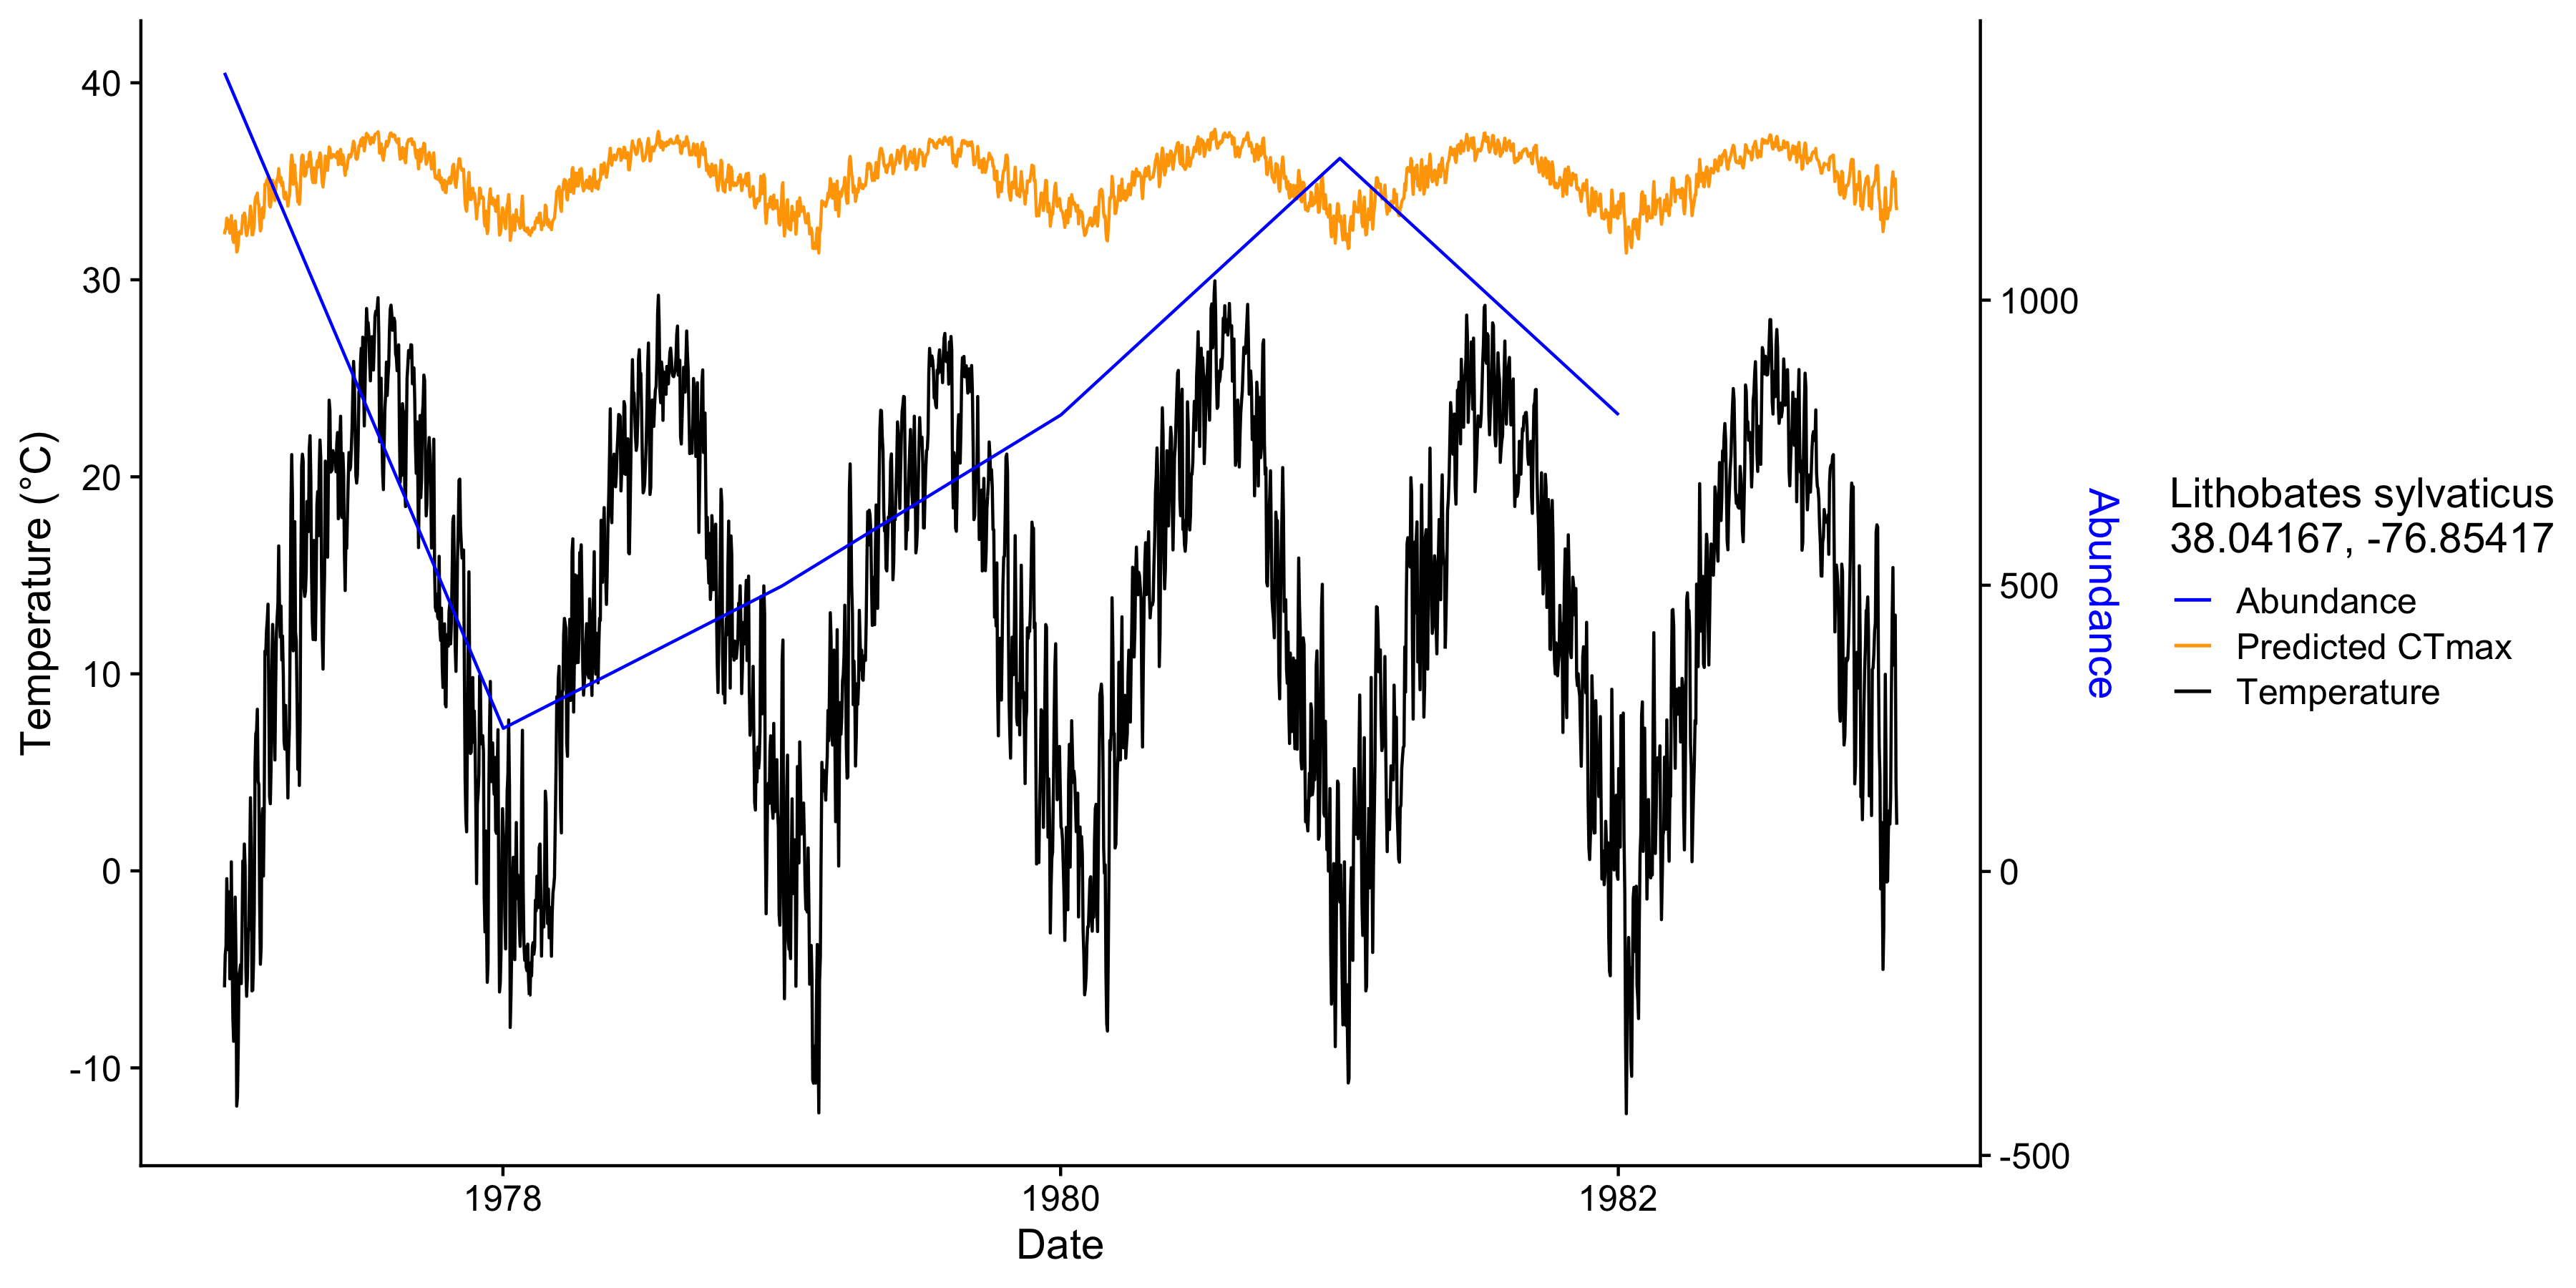 Temperature (°C)
40
30
20
10
0
-10
1978
1980
1982
Date
1000
500
0
-500
Abundance
Lithobates sylvaticus
38.04167, -76.85417
Abundance
Predicted CTmax
Temperature